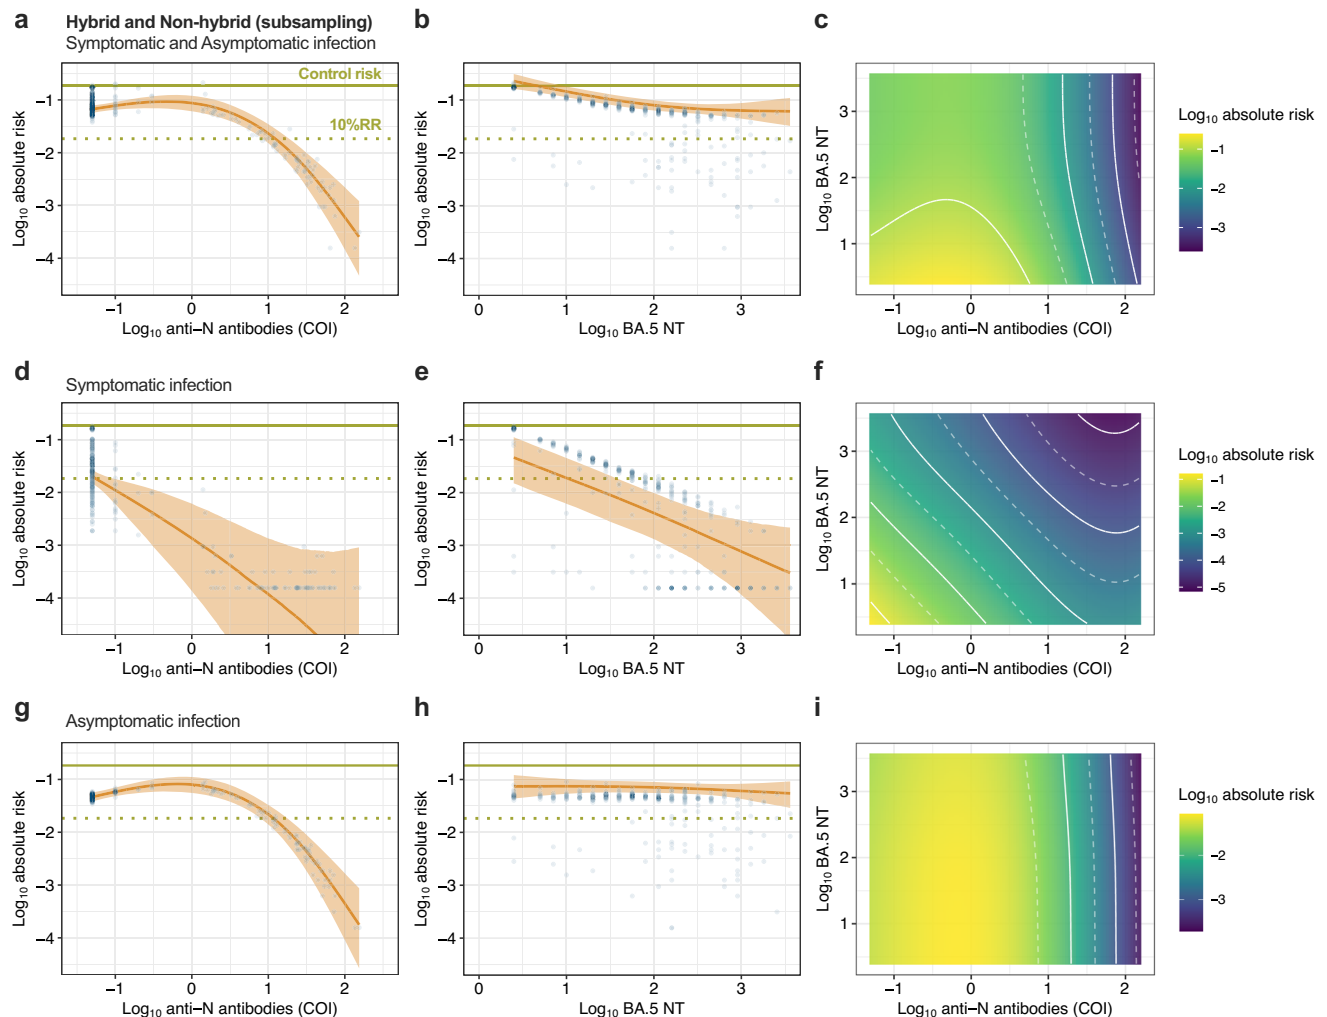 a
Hybrid and Non-hybrid (subsampling)
Symptomatic and Asymptomatic infection
Control risk
10%RR
Log10 absolute risk
−1
−2
−3
−4
−1
0
1
2
Log10 anti−N antibodies (COI)
b
Log10 absolute risk
−1
−2
−3
−4
0
1
2
3
Log10 BA.5 NT
c
Log10 BA.5 NT
3
2
1
−1
0
1
2
Log10 anti−N antibodies (COI)
Log10 absolute risk
−1
−2
−3
d
Symptomatic infection
Log10 absolute risk
−1
−2
−3
−4
−1
0
1
2
Log10 anti−N antibodies (COI)
e
Log10 absolute risk
−1
−2
−3
−4
0
1
2
3
Log10 BA.5 NT
f
Log10 BA.5 NT
3
2
1
−1
0
1
2
Log10 anti−N antibodies (COI)
Log10 absolute risk
−1
−2
−3
−4
−5
g
Asymptomatic infection
Log10 absolute risk
−1
−2
−3
−4
−1
0
1
2
Log10 anti−N antibodies (COI)
h
Log10 absolute risk
−1
−2
−3
−4
0
1
2
3
Log10 BA.5 NT
i
Log10 BA.5 NT
3
2
1
−1
0
1
2
Log10 anti−N antibodies (COI)
Log10 absolute risk
−2
−3